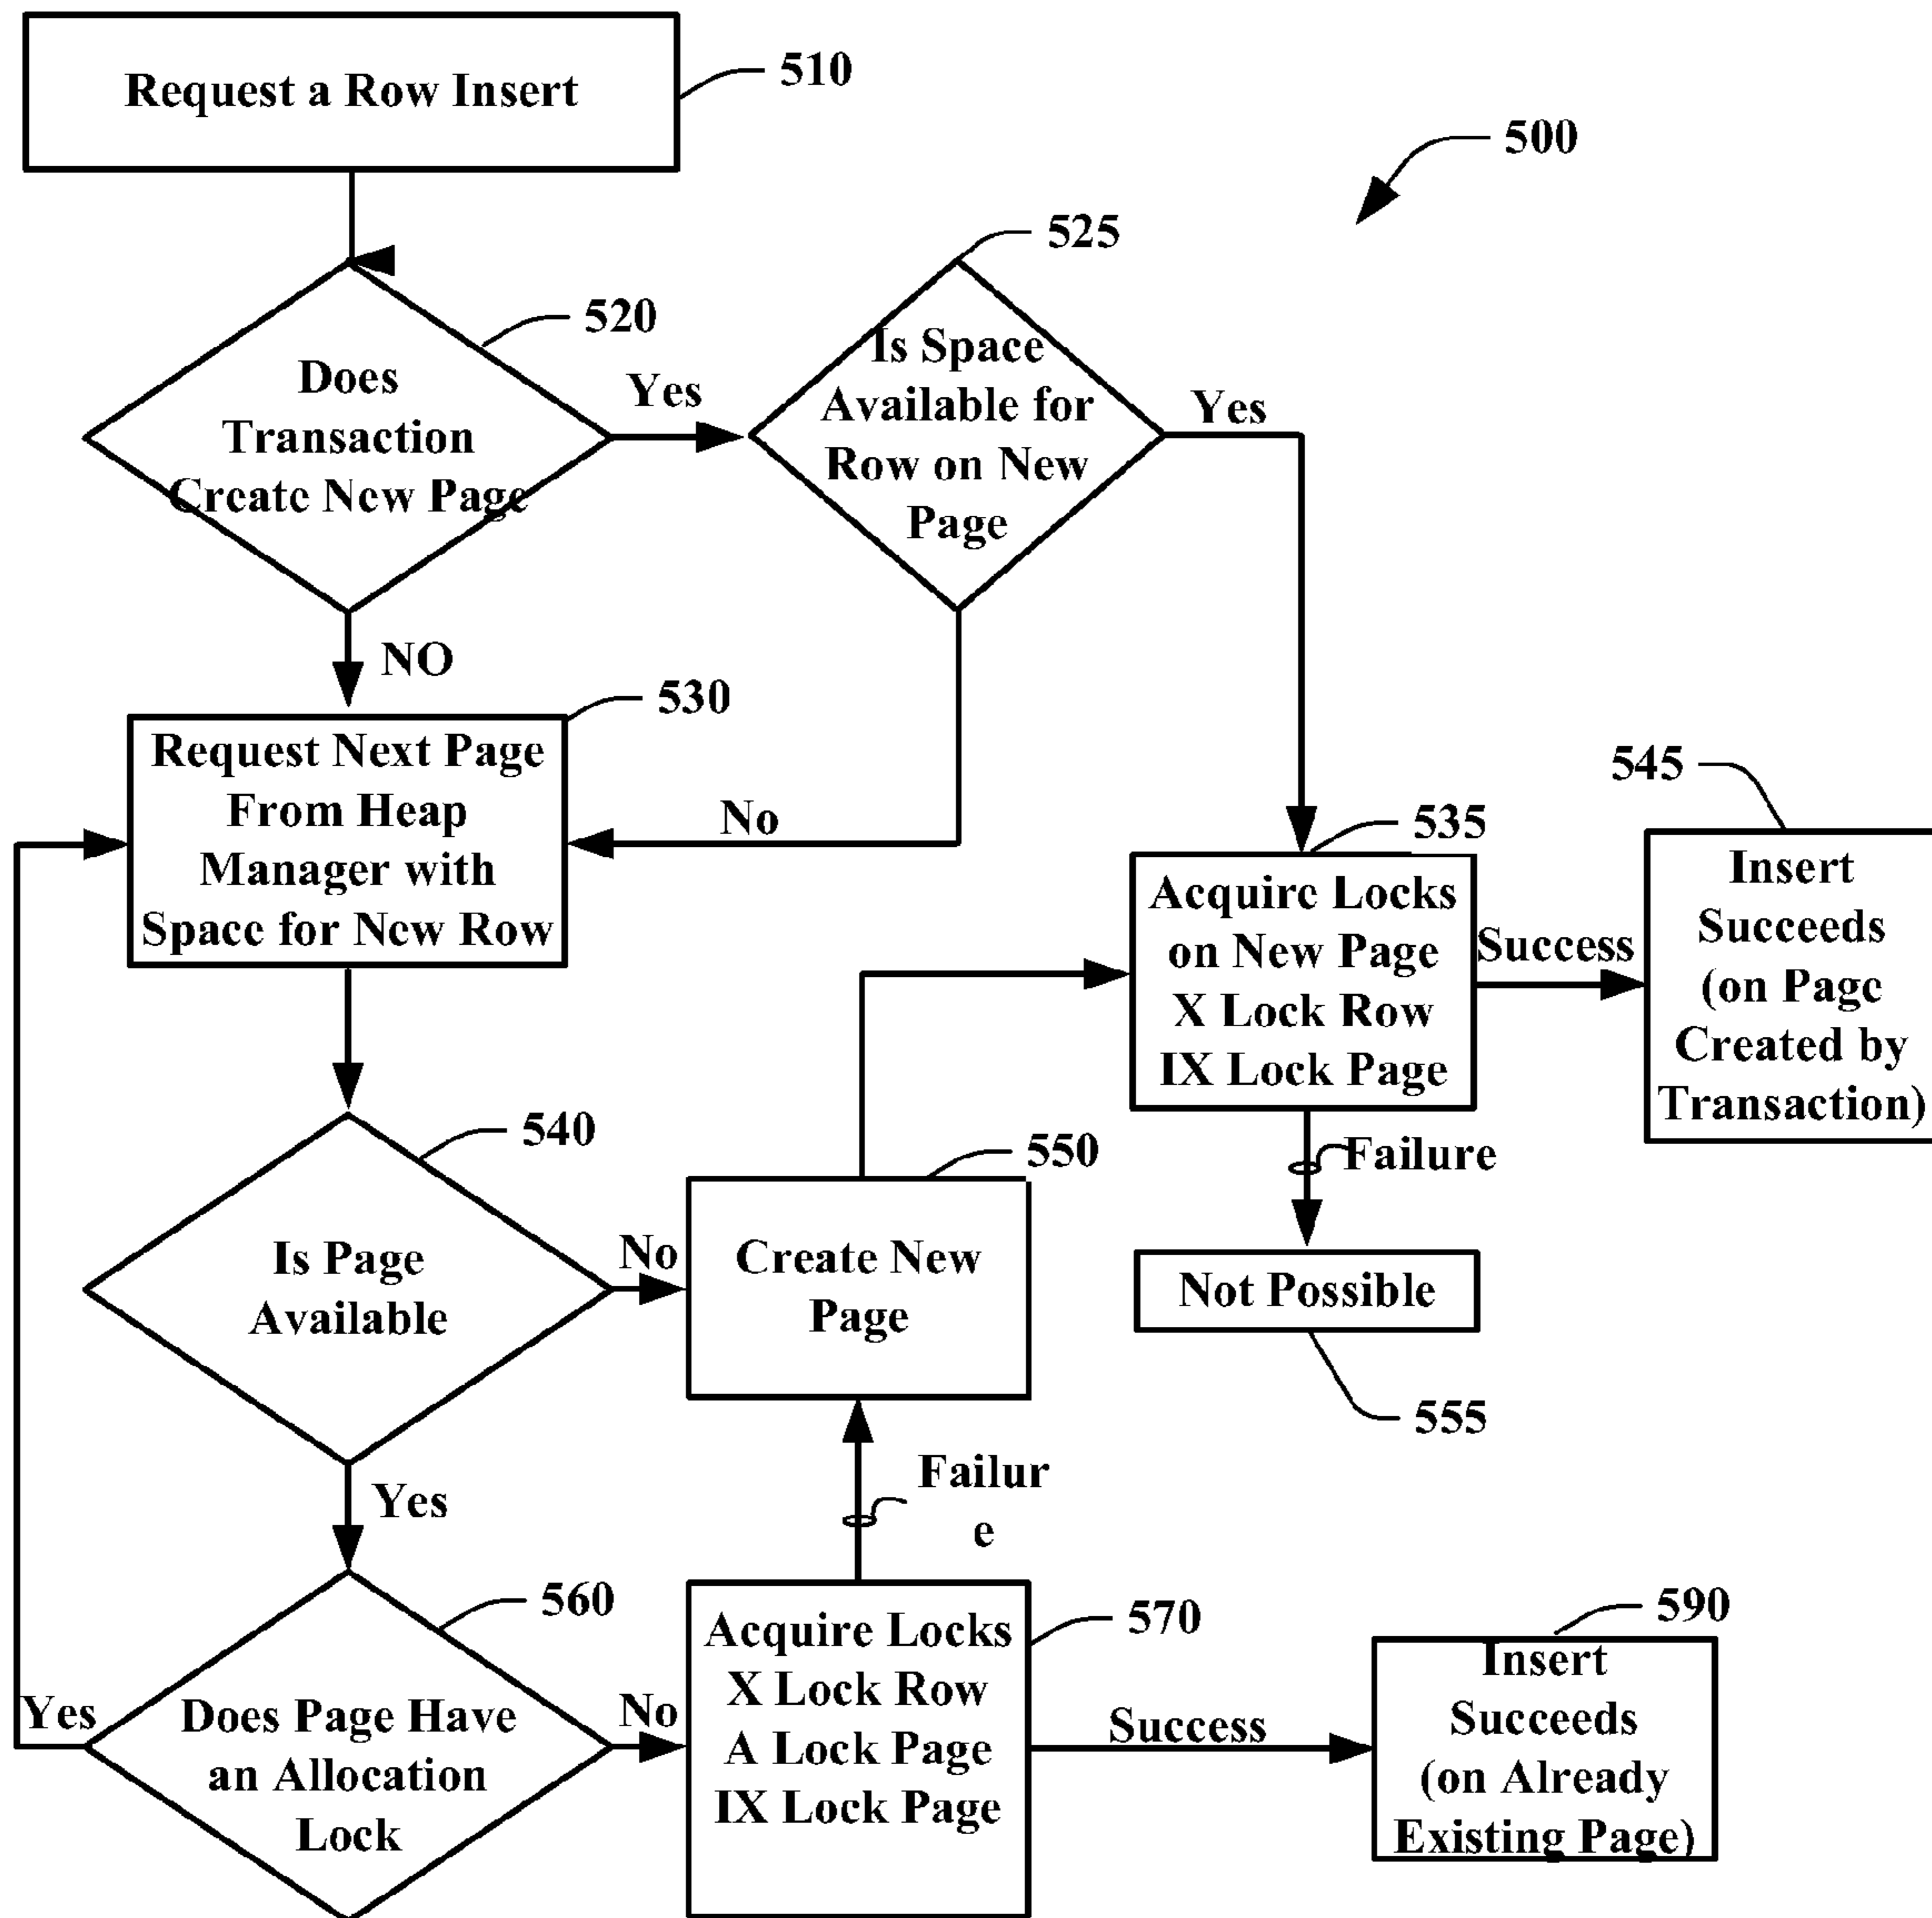 Request a Row Insert
510
500
520
Does
Transaction
Create New Page
Yes
525
Is Space
Available for
Row on New
Page
Yes
NO
No
530
Request Next Page
From Heap
Manager with
Space for New Row
535
Acquire Locks
on New Page
X Lock Row
IX Lock Page
Success
545
Insert
Succeeds
(on Page
Created by
Transaction)
Failure
Not Possible
555
540
Is Page
Available
No
550
Create New
Page
Yes
Failur
e
560
Does Page Have
an Allocation
Lock
Yes
No
570
Acquire Locks
X Lock Row
A Lock Page
IX Lock Page
Success
590
Insert
Succeeds
(on Already
Existing Page)